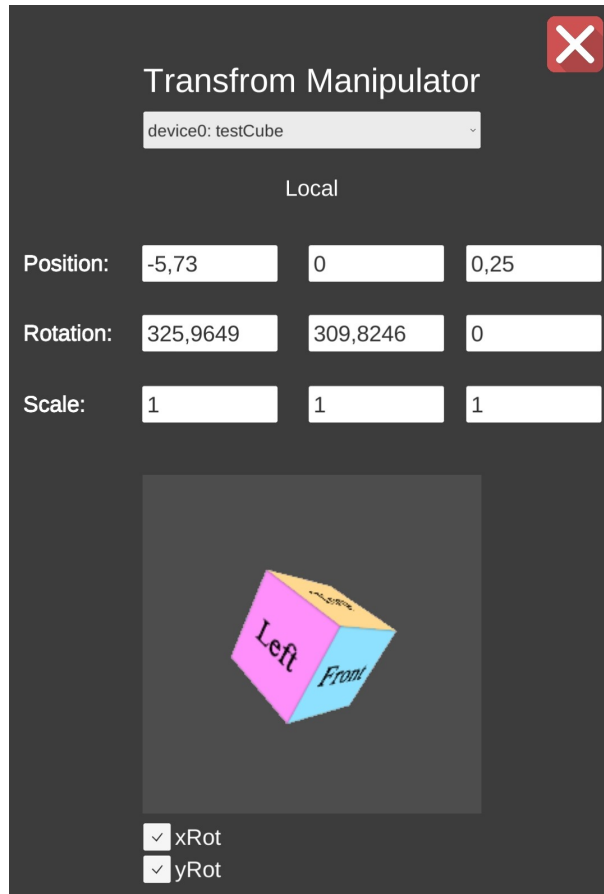 Transfrom Manipulator
device0: testCube
Local
Position: -5,73 0 0,25
Rotation: 325,9649 309,8246 0
Scale: 1 1 1
Left
Front
xRot
yRot